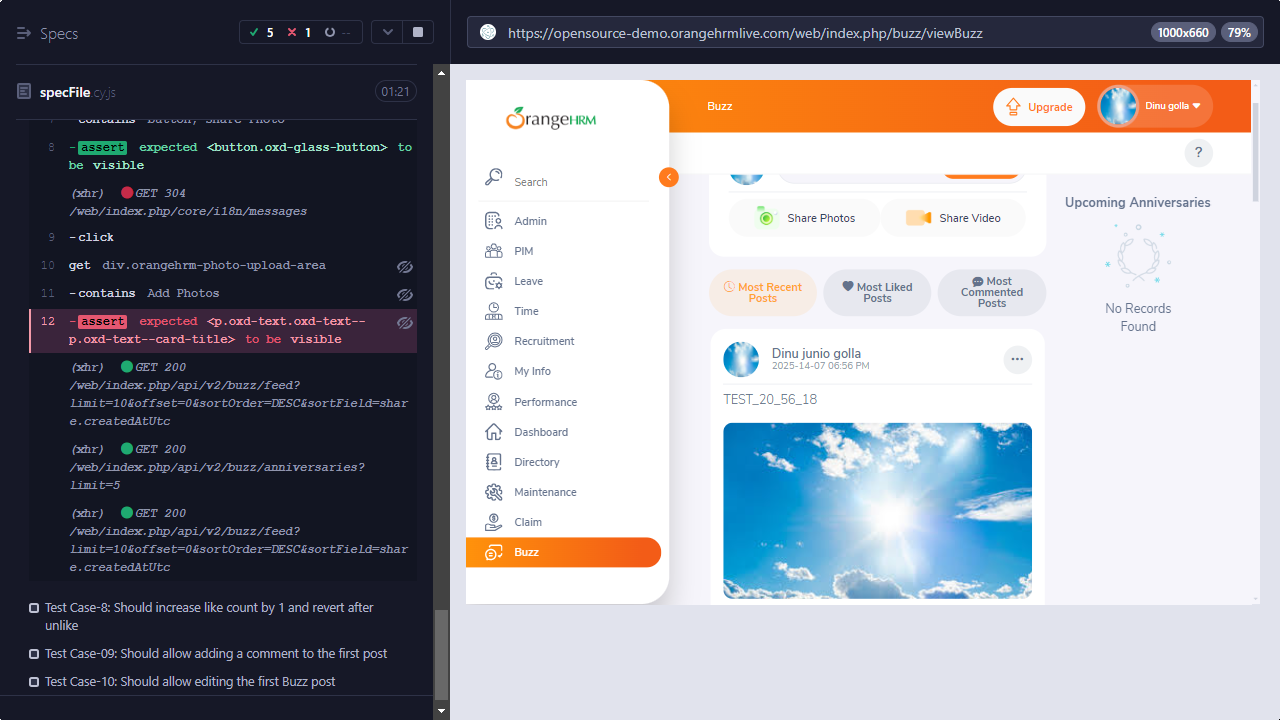 Specs
5
1
--
https://opensource-demo.orangehrmlive.com/web/index.php/buzz/viewBuzz
1000x660
79%
specFile.cy.js
01:21
- contains Button, Share Photo
8 - assert expected <button.oxd-glass-button> to
be visible
(xhr) GET 304
/web/index.php/core/i18n/messages
9 - click
10 get div.orangehrm-photo-upload-area
11 - contains Add Photos
12 - assert expected <p.oxd-text.oxd-text--
p.oxd-text--card-title> to be visible
(xhr) GET 200
/web/index.php/api/v2/buzz/feed?
limit=10&offset=0&sortOrder=DESC&sortField=shar
e.createdAtUtc
(xhr) GET 200
/web/index.php/api/v2/buzz/anniversaries?
limit=5
(xhr) GET 200
/web/index.php/api/v2/buzz/feed?
limit=10&offset=0&sortOrder=DESC&sortField=shar
e.createdAtUtc
Test Case-8: Should increase like count by 1 and revert after
unlike
Test Case-09: Should allow adding a comment to the first post
Test Case-10: Should allow editing the first Buzz post
OrangeHRM
Search
Admin
PIM
Leave
Time
Recruitment
My Info
Performance
Dashboard
Directory
Maintenance
Claim
Buzz
Buzz
Upgrade
Dinu golla
?
Share Photos
Share Video
Most Recent
Posts
Most Liked
Posts
Most
Commented
Posts
Dinu junio golla
2025-14-07 06:56 PM
TEST_20_56_18
Upcoming Anniversaries
No Records
Found